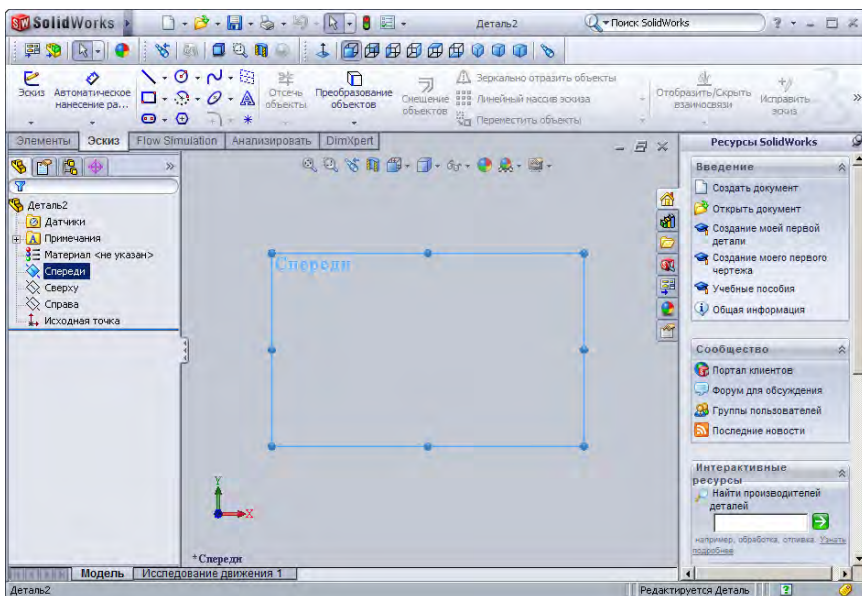 SolidWorks
Деталь2
Поиск SolidWorks
Эскиз
Автоматическое
нанесение ра...
Отсечь
объекты
Преобразование
объектов
Смещение
объектов
Зеркально отразить объекты
Линейный массив эскиза
Переместить объекты
Отобразить/Скрыть
взаимосвязи
Исправить
эскиз
Элементы
Эскиз
Flow Simulation
Анализировать
DimXpert
Деталь2
Датчики
Примечания
Материал <не указан>
Спереди
Сверху
Справа
Исходная точка
Спереди
Y
X
*Спереди
Ресурсы SolidWorks
Введение
Создать документ
Открыть документ
Создание моей первой
детали
Создание моего первого
чертежа
Учебные пособия
Общая информация
Сообщество
Портал клиентов
Форум для обсуждения
Группы пользователей
Последние новости
Интерактивные
ресурсы
Найти производителей
деталей
например, обработка, отливка. Узнать
подробнее
Модель
Исследование движения 1
Деталь2
Редактируется Деталь